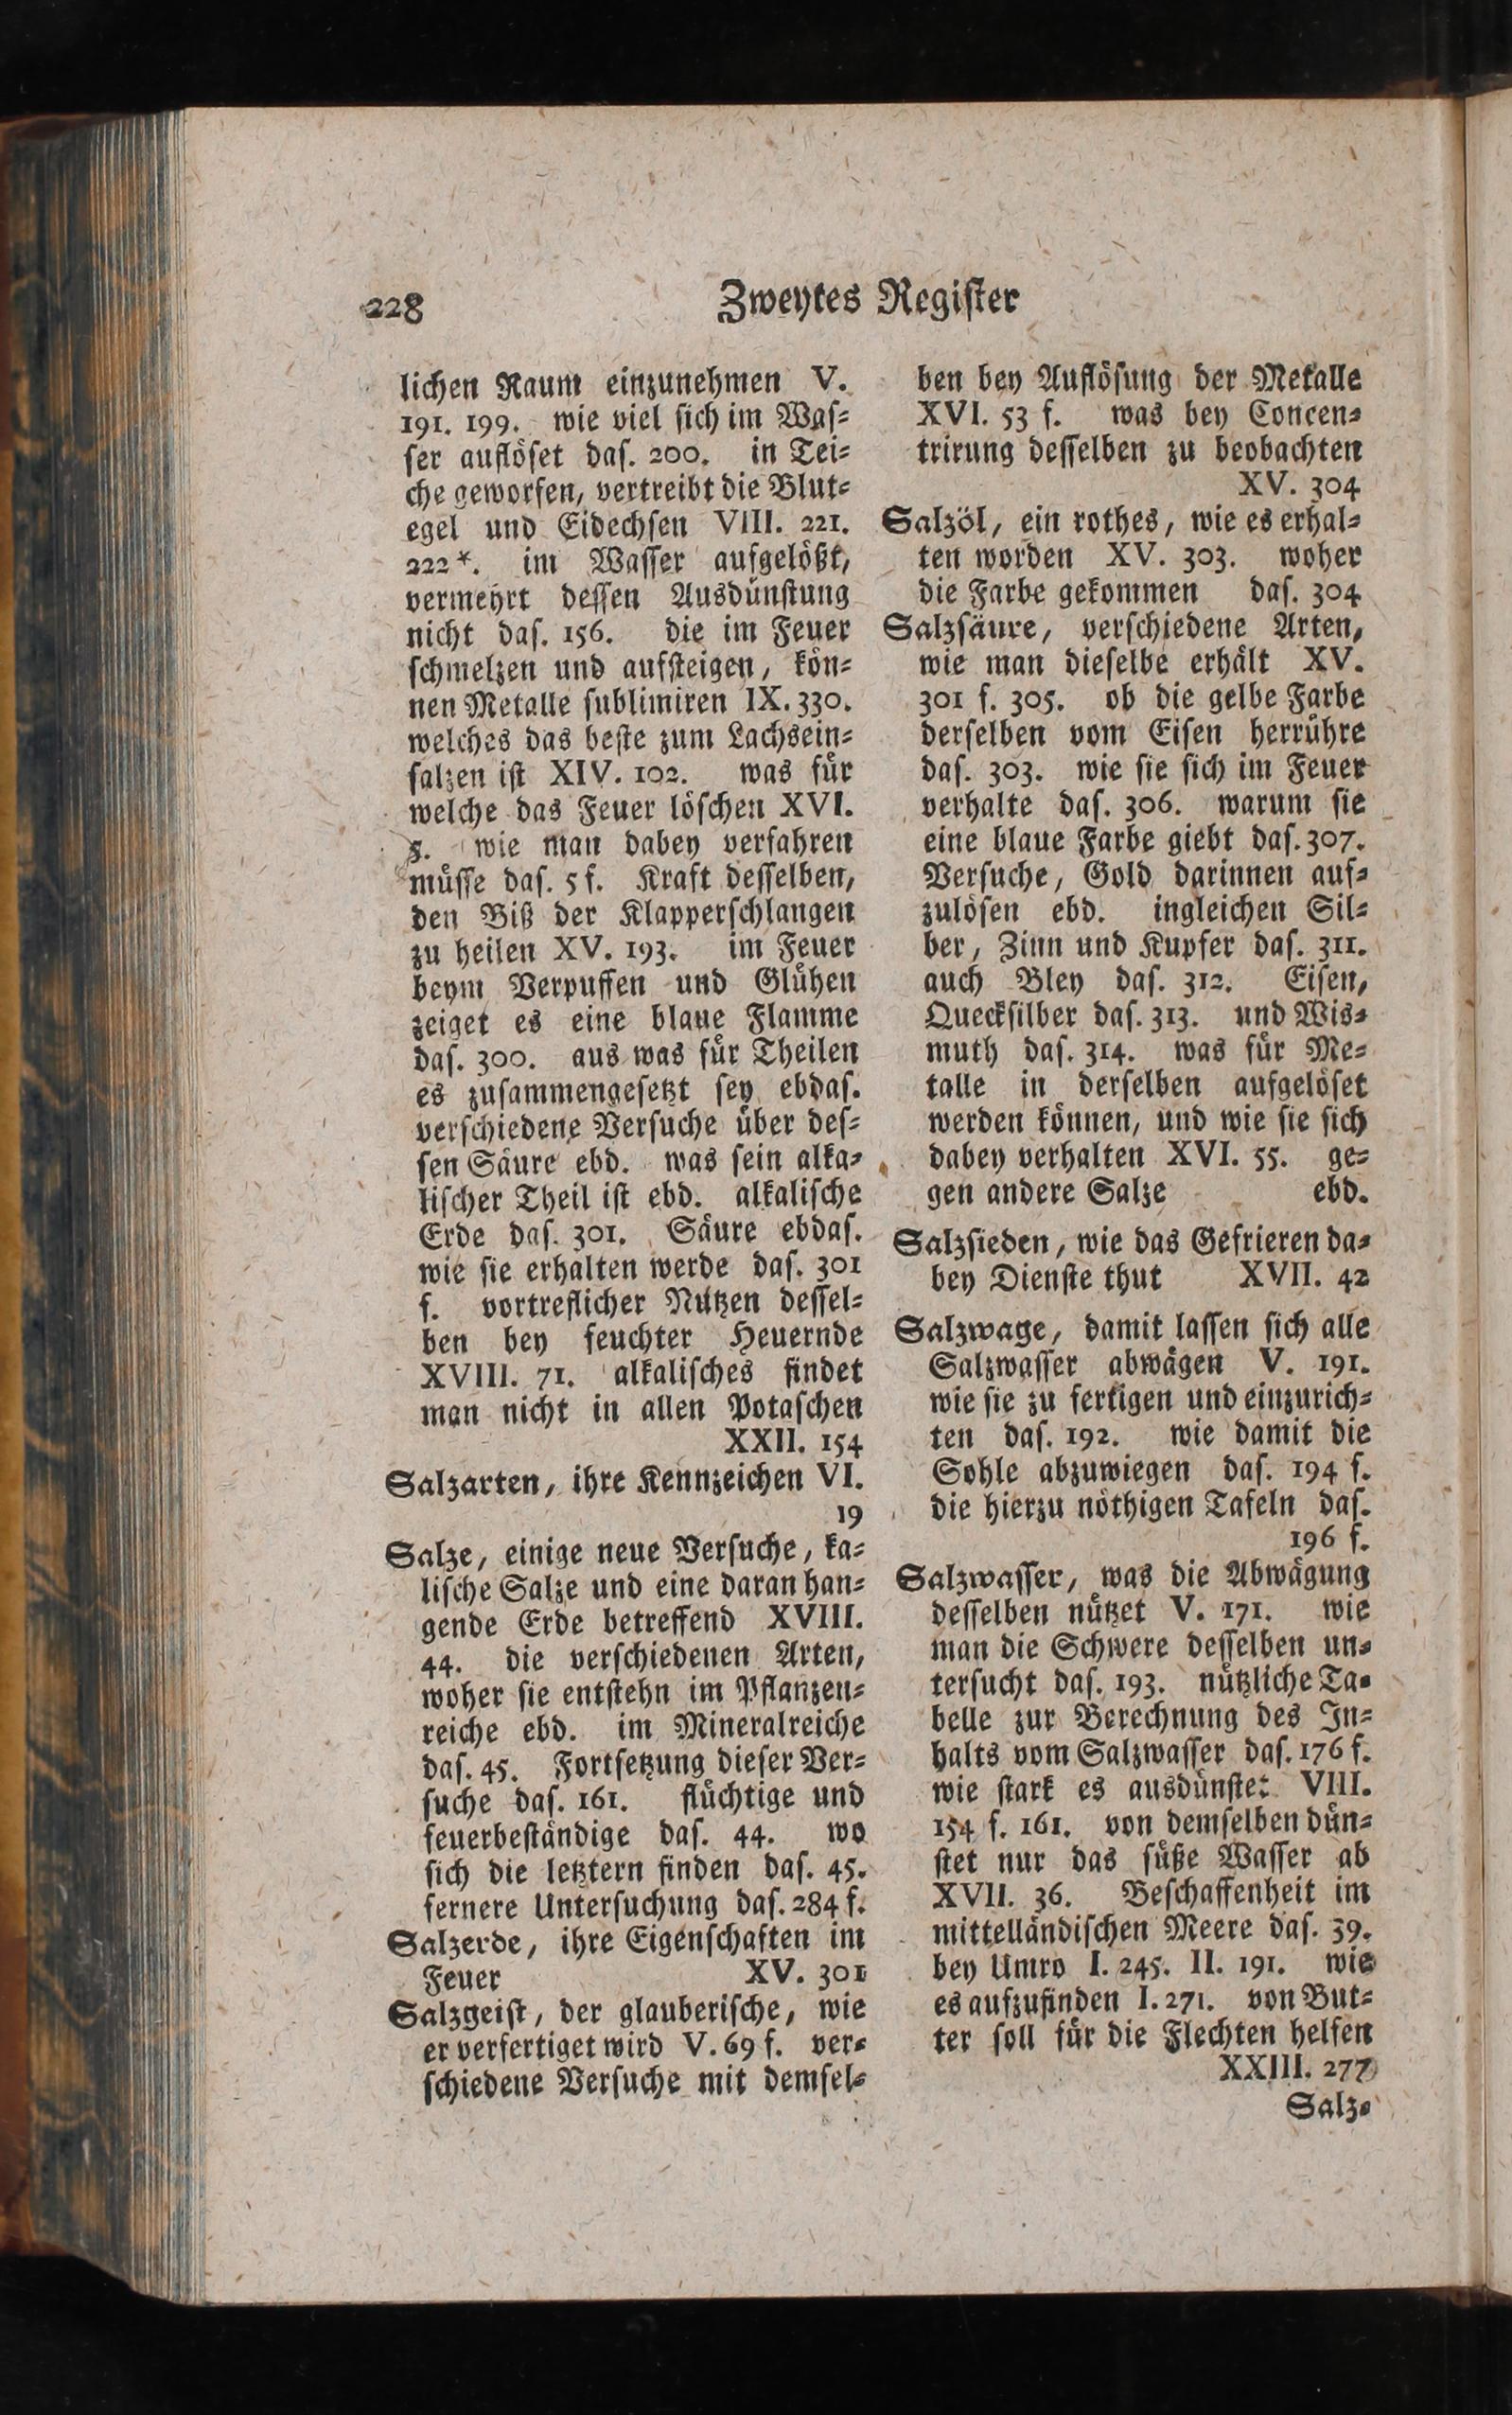 228
Zweytes Regiſter
lichen Raum einzunehmen V.
191. 199. wie viel ſich im Waſ⸗
ſer auflöſet daſ. 200. in Tei⸗
che geworfen, vertreibt die Blut⸗
egel und Eidechſen VIII. 221.
222*. im Waſſer aufgelößt,
vermehrt deſſen Ausdünſtung
nicht daſ. 156. die im Feuer
ſchmelzen und aufſteigen, kön⸗
nen Metalle ſublimiren IX. 330.
welches das beſte zum Lachsein⸗
ſalzen iſt XIV. 102. was für
welche das Feuer löſchen XVI.
wie man dabey verfahren
müſſe daſ. 5 f. Kraft deſſelben,
den Biß der Klapperſchlangen
zu heilen XV. 193. im Feuer
beym Verpuffen und Glühen
zeiget es eine blaue Flamme
daſ. 300. aus was für Theilen
es zuſammengeſetzt ſey ebdaſ.
verſchiedene Verſuche über deſ⸗
ſen Säure ebd. was ſein alka⸗
liſcher Theil iſt ebd. alkaliſche
Erde daſ. 301. Säure ebdaſ.
wie ſie erhalten werde daſ. 301
f. vortreflicher Nutzen deſſel⸗
ben bey feuchter Heuernde
XVIII. 71. alkaliſches findet
man nicht in allen Potaſchen
XXII. 154
Salzarten, ihre Kennzeichen VI.
19
Salze, einige neue Verſuche, ka⸗
liſche Salze und eine daran han⸗
gende Erde betreffend XVIII.
44. die verſchiedenen Arten,
woher ſie entſtehn im Pflanzen⸗
reiche ebd. im Mineralreiche
daſ. 45. Fortſetzung dieſer Ver⸗
ſuche daſ. 161. flüchtige und
feuerbeſtändige daſ. 44. wo
ſich die letztern finden daſ. 45.
fernere Unterſuchung daſ. 284 f.
Salzerde, ihre Eigenſchaften im
Feuer XV. 301
Salzgeiſt, der glauberiſche, wie
er verfertiget wird V. 69 f. ver⸗
ſchiedene Verſuche mit demſel⸗
ben bey Auflöſung der Metalle
XVI. 53 f. was bey Concen⸗
trirung deſſelben zu beobachten
XV. 304
Salzöl, ein rothes, wie es erhal⸗
ten worden XV. 303. woher
die Farbe gekommen daſ. 304
Salzſäure, verſchiedene Arten,
wie man dieſelbe erhält XV.
301 f. 305. ob die gelbe Farbe
derſelben vom Eiſen herrühre
daſ. 303. wie ſie ſich im Feuer
verhalte daſ. 306. warum ſie
eine blaue Farbe giebt daſ. 307.
Verſuche, Gold darinnen auf⸗
zulöſen ebd. ingleichen Sil⸗
ber, Zinn und Kupfer daſ. 311.
auch Bley daſ. 312. Eiſen,
Queckſilber daſ. 313. und Wis⸗
muth daſ. 314. was für Me⸗
talle in derſelben aufgelöſet
werden können, und wie ſie ſich
dabey verhalten XVI. 55. ge⸗
gen andere Salze ebd.
Salzſieden, wie das Gefrieren da⸗
bey Dienſte thut XVII. 42
Salzwage, damit laſſen ſich alle
Salzwaſſer abwägen V. 191.
wie ſie zu fertigen und einzurich⸗
ten daſ. 192. wie damit die
Sohle abzuwiegen daſ. 194 f.
die hierzu nöthigen Tafeln daſ.
196 f.
Salzwaſſer, was die Abwägung
deſſelben nützet V. 171. wie
man die Schwere deſſelben un⸗
terſucht daſ. 193. nützliche Ta⸗
belle zur Berechnung des In⸗
halts vom Salzwaſſer daſ. 176 f.
wie ſtark es ausdünſtet VIII.
154 f. 161. von demſelben dün⸗
ſtet nur das ſüße Waſſer ab
XVII. 36. Beſchaffenheit im
mittelländiſchen Meere daſ. 39.
bey Umro I. 245. II. 191. wie
es aufzufinden I. 271. von But⸗
ter ſoll für die Flechten helfen
XXIII. 277
Salz⸗